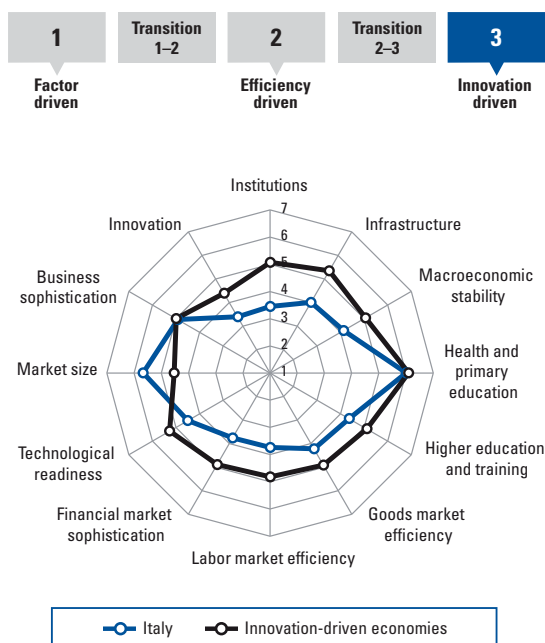 1
Transition
1–2
2
Transition
2–3
3
Factor
driven
Efficiency
driven
Innovation
driven
Institutions
7
6
5
4
3
2
1
Infrastructure
Macroeconomic
stability
Health and
primary
education
Higher education
and training
Goods market
efficiency
Labor market efficiency
Financial market
sophistication
Technological
readiness
Market size
Business
sophistication
Innovation
Italy
Innovation-driven economies